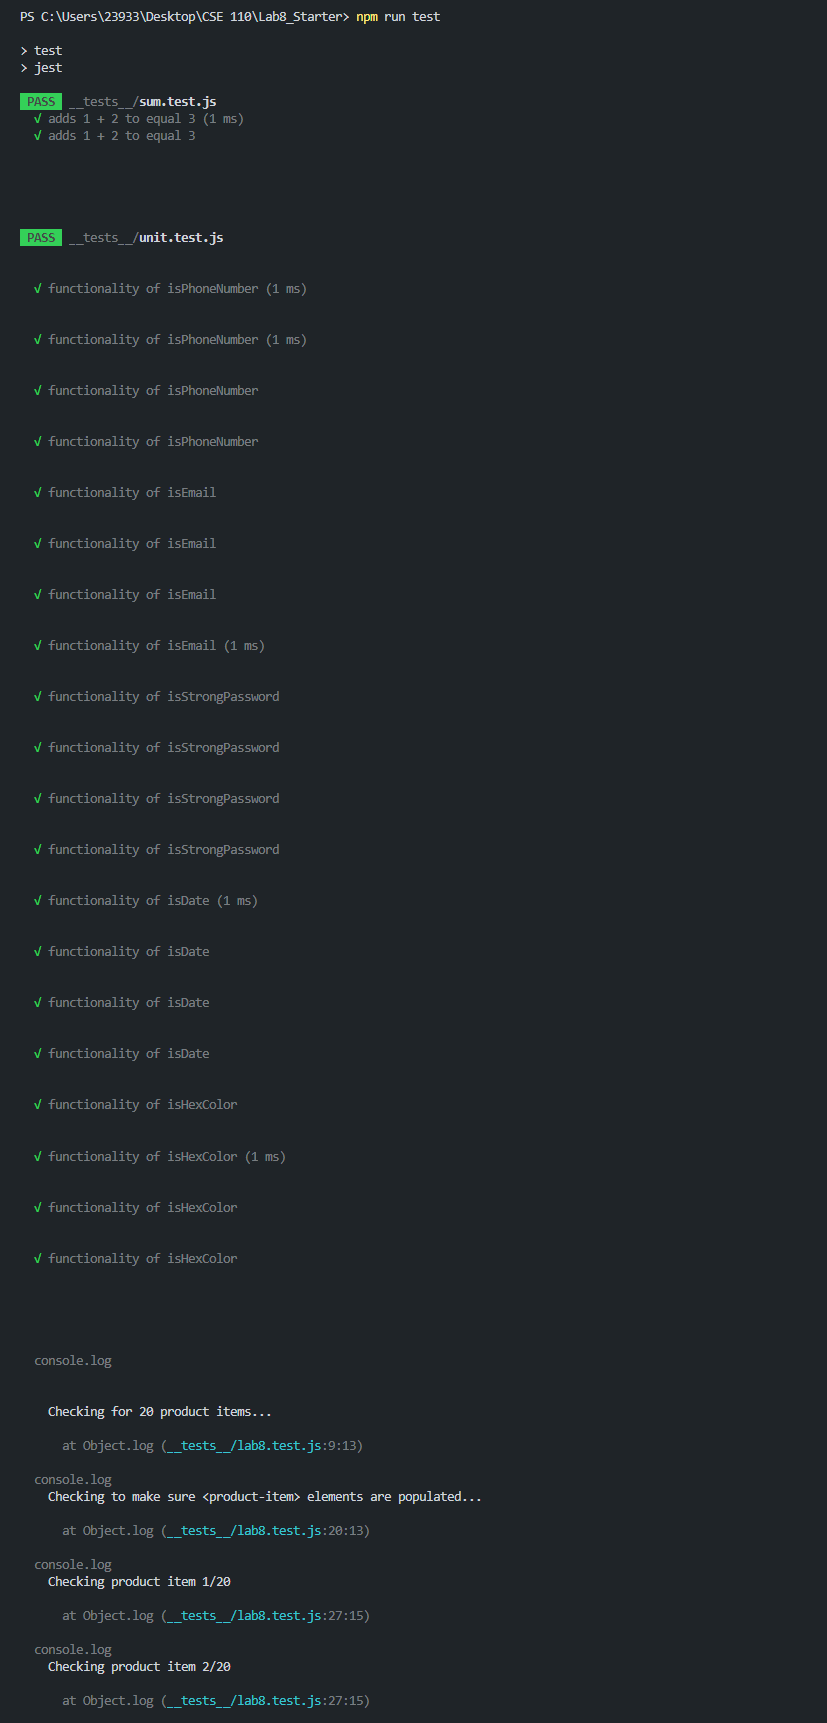 PS C:\Users\23933\Desktop\CSE 110\Lab8_Starter> npm run test
> test
> jest
PASS __tests__/sum.test.js
√ adds 1 + 2 to equal 3 (1 ms)
√ adds 1 + 2 to equal 3
PASS __tests__/unit.test.js
√ functionality of isPhoneNumber (1 ms)
√ functionality of isPhoneNumber (1 ms)
√ functionality of isPhoneNumber
√ functionality of isPhoneNumber
√ functionality of isEmail
√ functionality of isEmail
√ functionality of isEmail
√ functionality of isEmail (1 ms)
√ functionality of isStrongPassword
√ functionality of isStrongPassword
√ functionality of isStrongPassword
√ functionality of isStrongPassword
√ functionality of isDate (1 ms)
√ functionality of isDate
√ functionality of isDate
√ functionality of isDate
√ functionality of isHexColor
√ functionality of isHexColor (1 ms)
√ functionality of isHexColor
√ functionality of isHexColor
console.log
Checking for 20 product items...
at Object.log (__tests__/lab8.test.js:9:13)
console.log
Checking to make sure <product-item> elements are populated...
at Object.log (__tests__/lab8.test.js:20:13)
console.log
Checking product item 1/20
at Object.log (__tests__/lab8.test.js:27:15)
console.log
Checking product item 2/20
at Object.log (__tests__/lab8.test.js:27:15)